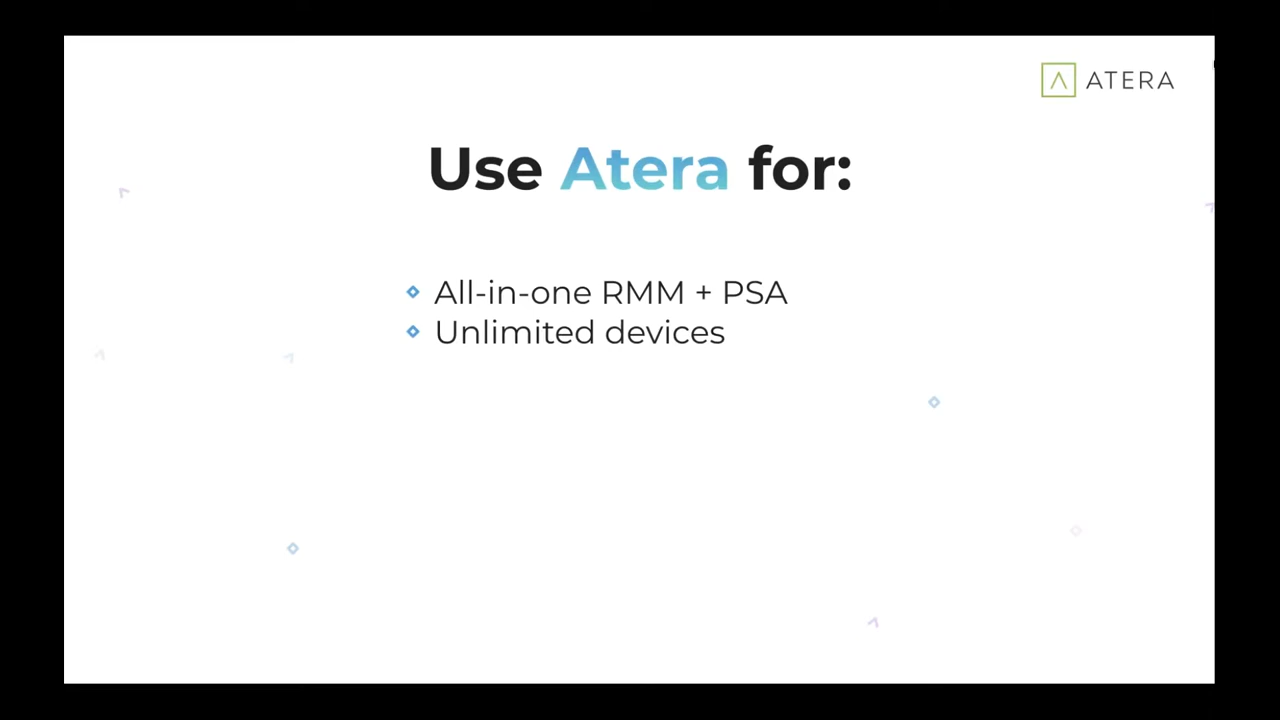 ATERA
Use Atera for:
All-in-one RMM + PSA
Unlimited devices